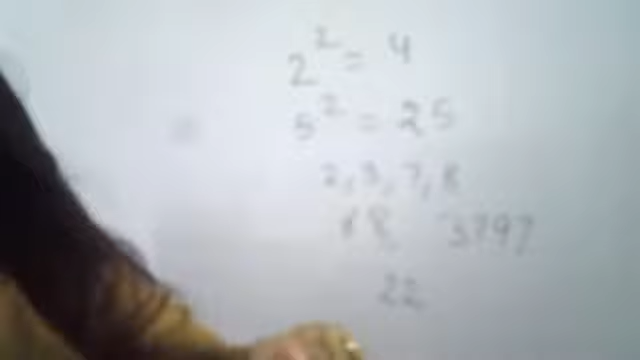 2² = 4
5² = 25
2, 3, 7, 8
18 3797
22